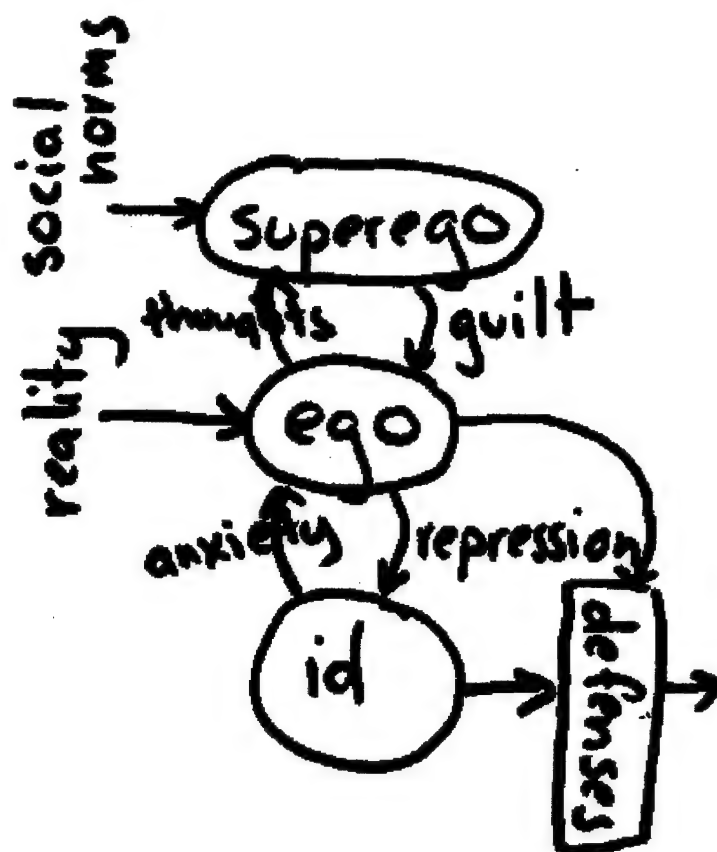 social
norms
superego
thoughts
guilt
reality
ego
anxiety
repression
id
defenses